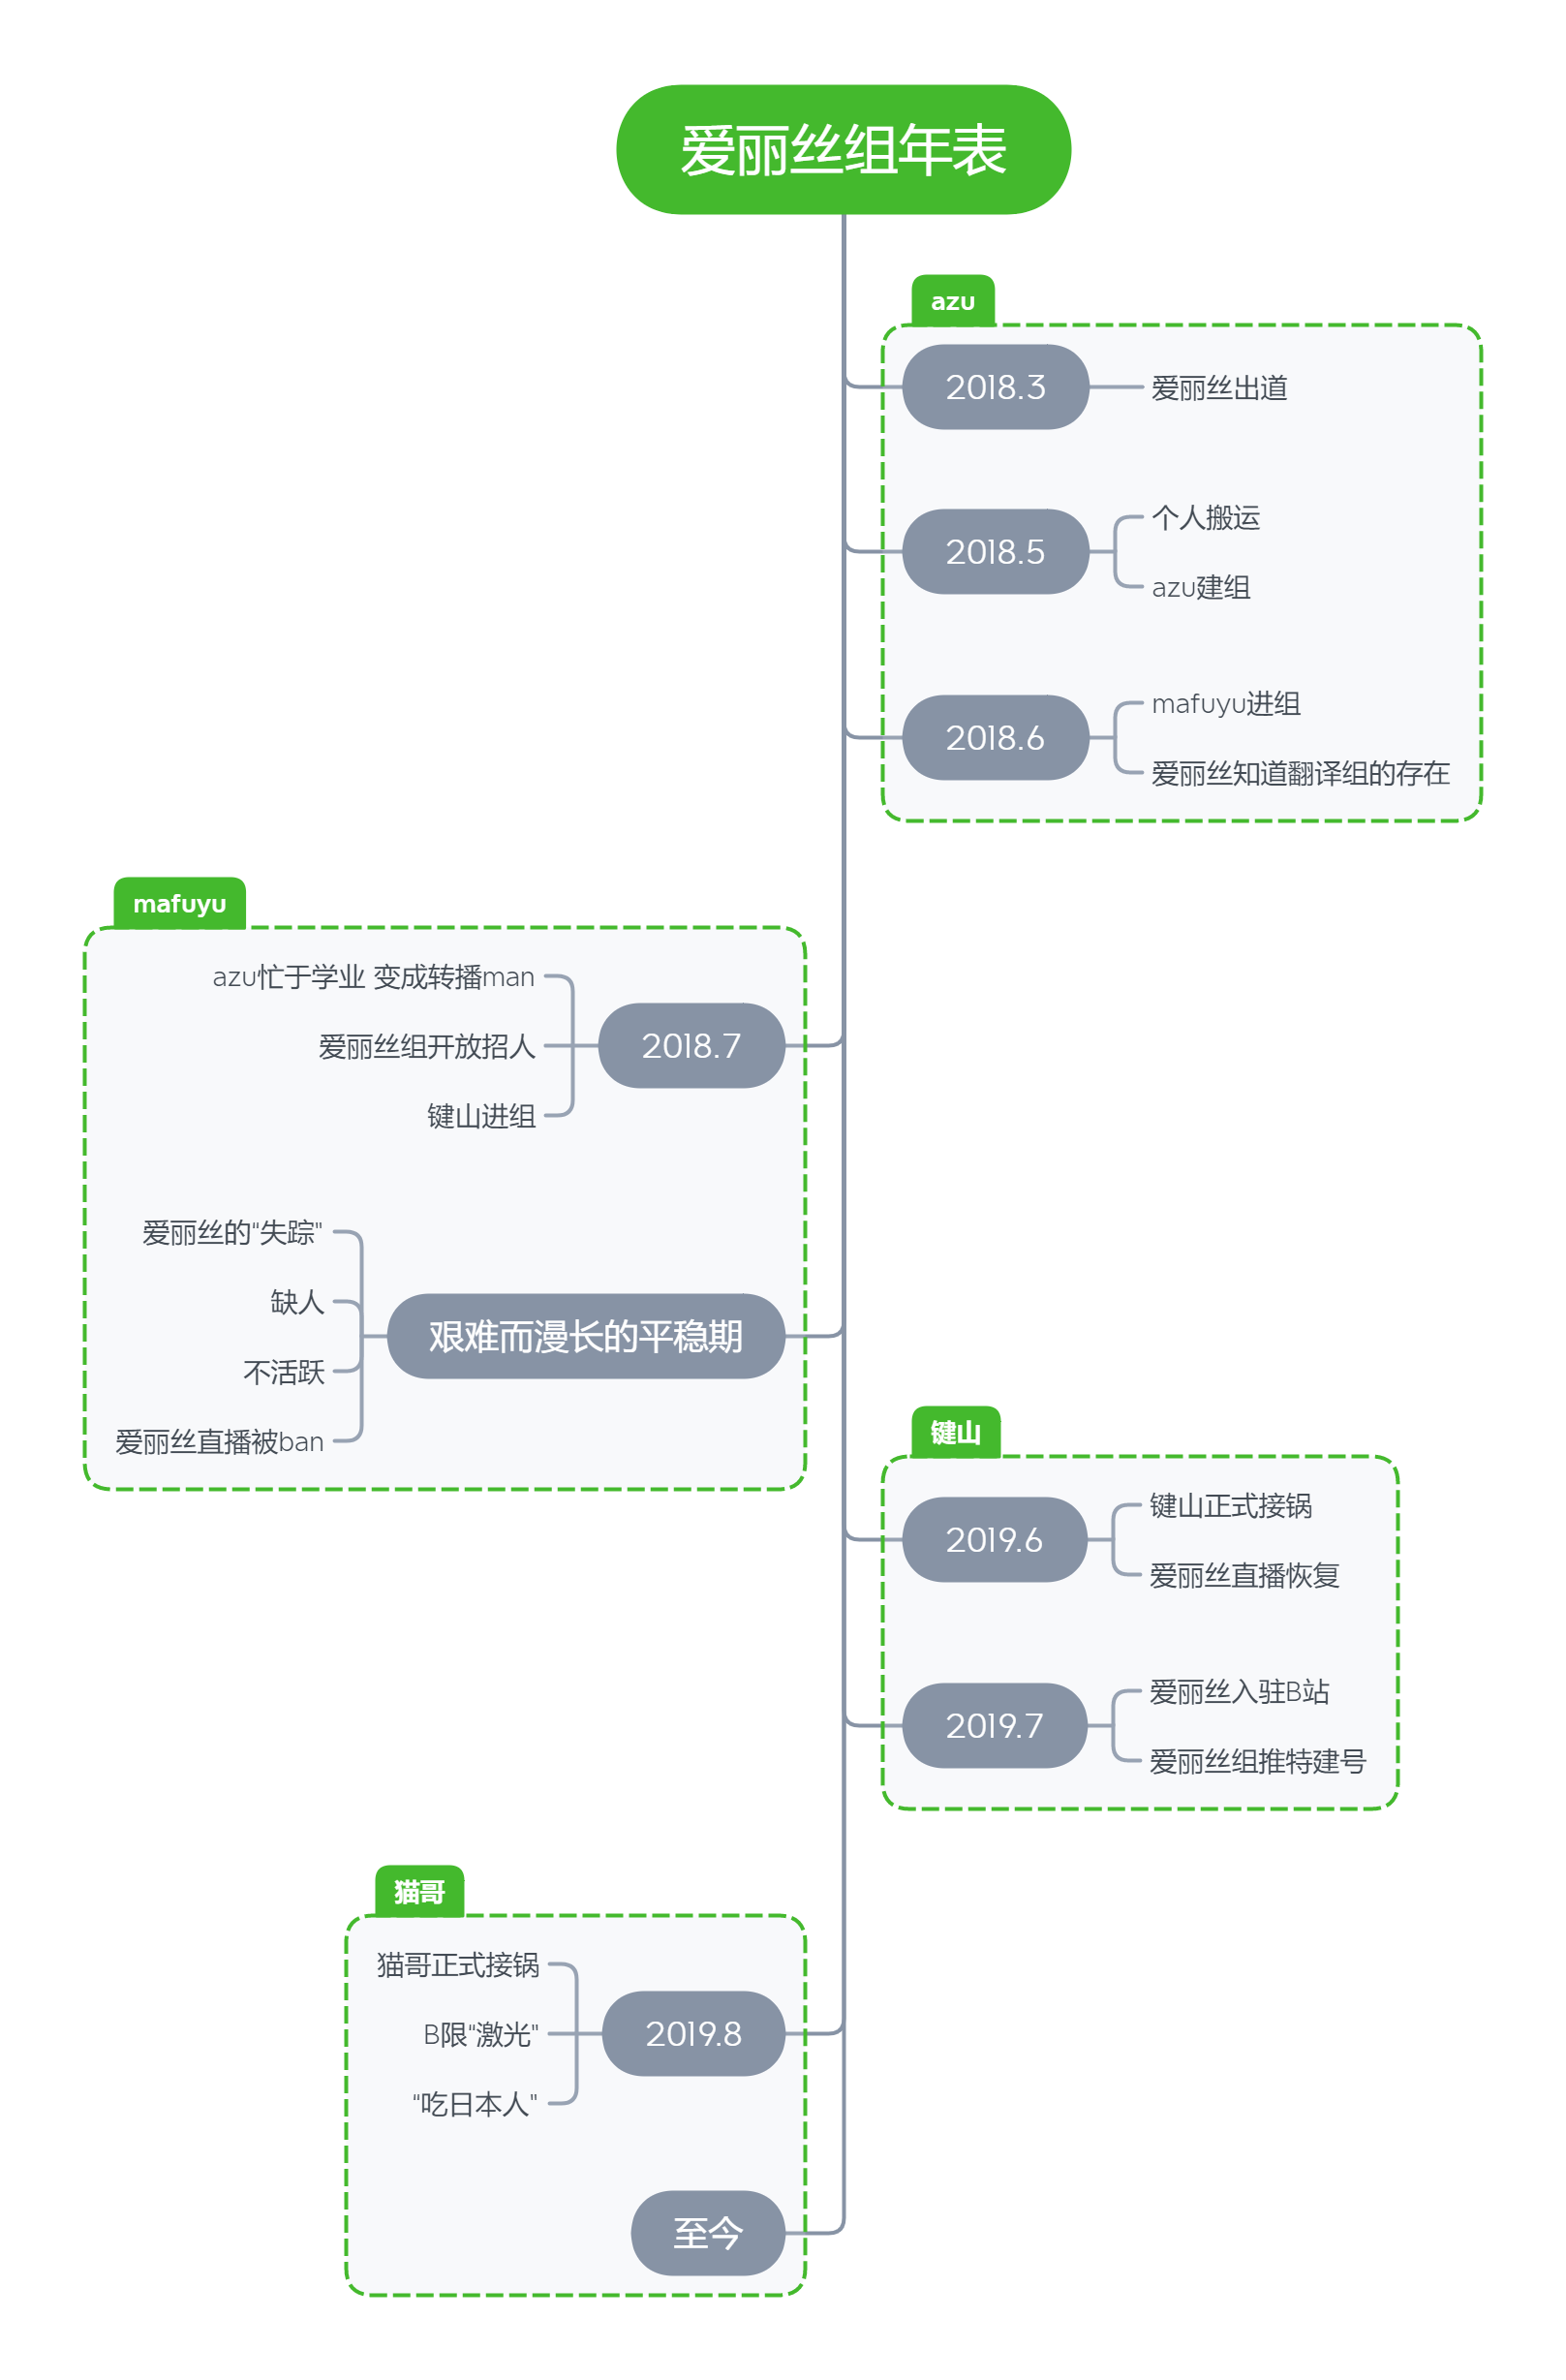 爱丽丝组年表
azu
2018.3
爱丽丝出道
2018.5
个人搬运
azu建组
2018.6
mafuyu进组
爱丽丝知道翻译组的存在
mafuyu
2018.7
azu忙于学业 变成转播man
爱丽丝组开放招人
键山进组
艰难而漫长的平稳期
爱丽丝的“失踪”
缺人
不活跃
爱丽丝直播被ban
键山
2019.6
键山正式接锅
爱丽丝直播恢复
2019.7
爱丽丝入驻B站
爱丽丝组推特建号
猫哥
2019.8
猫哥正式接锅
B限“激光”
“吃日本人”
至今